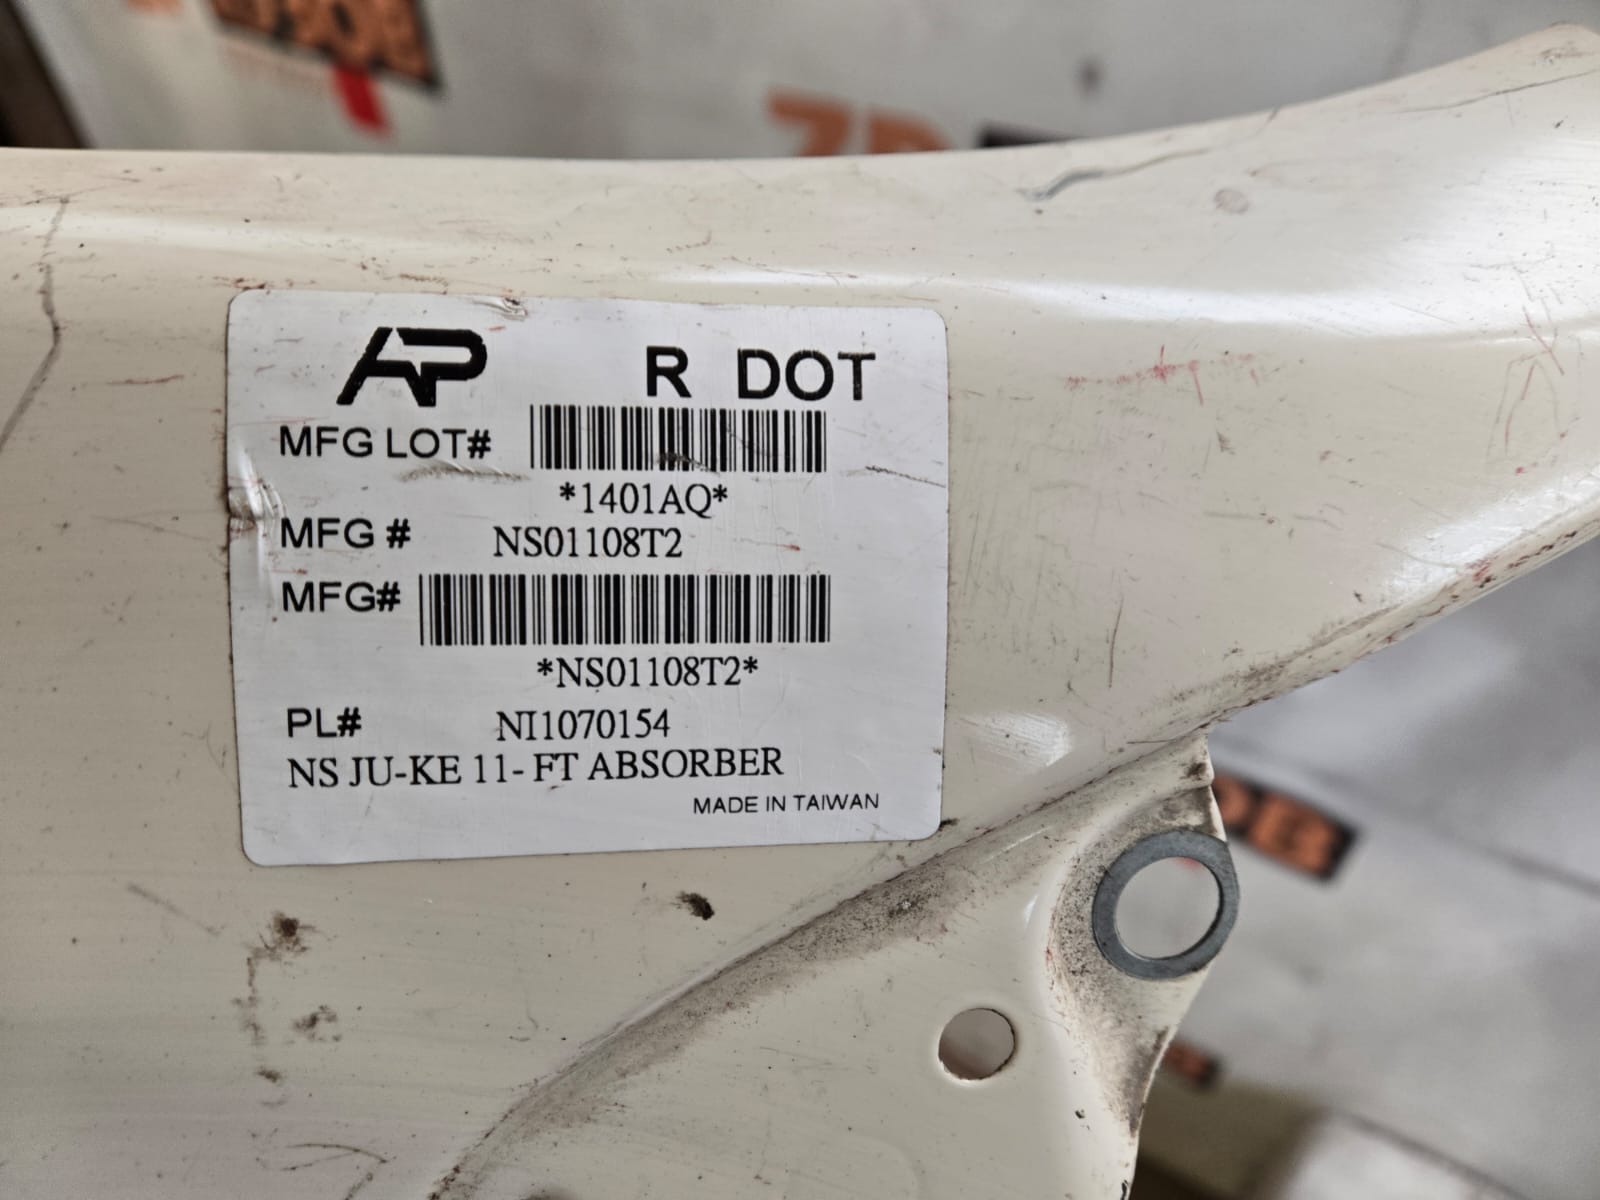 AP R DOT
MFG LOT#
*1401AQ*
MFG # NS01108T2
MFG#
*NS01108T2*
PL# NI1070154
NS JU-KE 11- FT ABSORBER
MADE IN TAIWAN